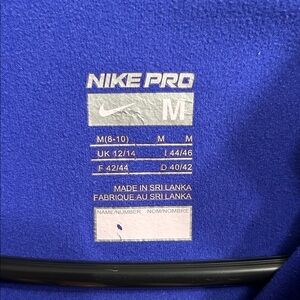 NIKE PRO
M
M(8-10) M M
UK 12/14 I 44/46
F 42/44 D 40/42
MADE IN SRI LANKA
FABRIQUE AU SRI LANKA
NAME/NUMBER NOM/NOMBRE